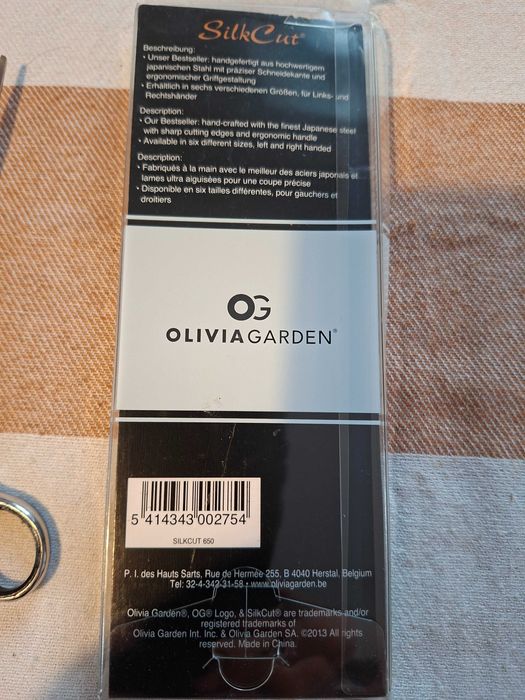 SilkCut®
Beschreibung:
• Unser Bestseller: handgefertigt aus hochwertigem
japanischen Stahl mit präziser Schneidekante und
ergonomischer Griffgestaltung
• Erhältlich in sechs verschiedenen Größen, für Links- und
Rechtshänder
Description:
• Our Bestseller: hand-crafted with the finest Japanese steel
with sharp cutting edges and ergonomic handle
• Available in six different sizes, left and right handed
Description:
• Fabriqués à la main avec le meilleur des aciers japonais et
lames ultra aiguisées pour une coupe précise
• Disponible en six tailles différentes, pour gauchers et
droitiers
OG
OLIVIA GARDEN®
5 414343 002754
SILKCUT 650
P. I. des Hauts Sarts, Rue de Hermée 255, B 4040 Herstal, Belgium
Tel: 32-4-342-31-58 • www.oliviagarden.be
Olivia Garden®, OG® Logo, & SilkCut® are trademarks and/or
registered trademarks of
Olivia Garden Int. Inc. & Olivia Garden SA. ©2013 All rights
reserved. Made in China.